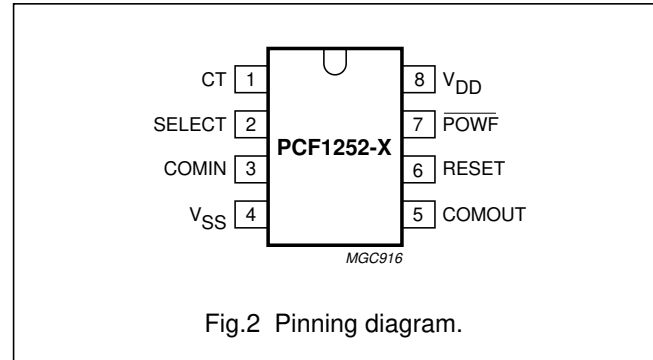 CT 1
SELECT 2
COMIN 3
VSS 4
PCF1252-X
8 VDD
7 POWF
6 RESET
5 COMOUT
MGC916
Fig.2 Pinning diagram.